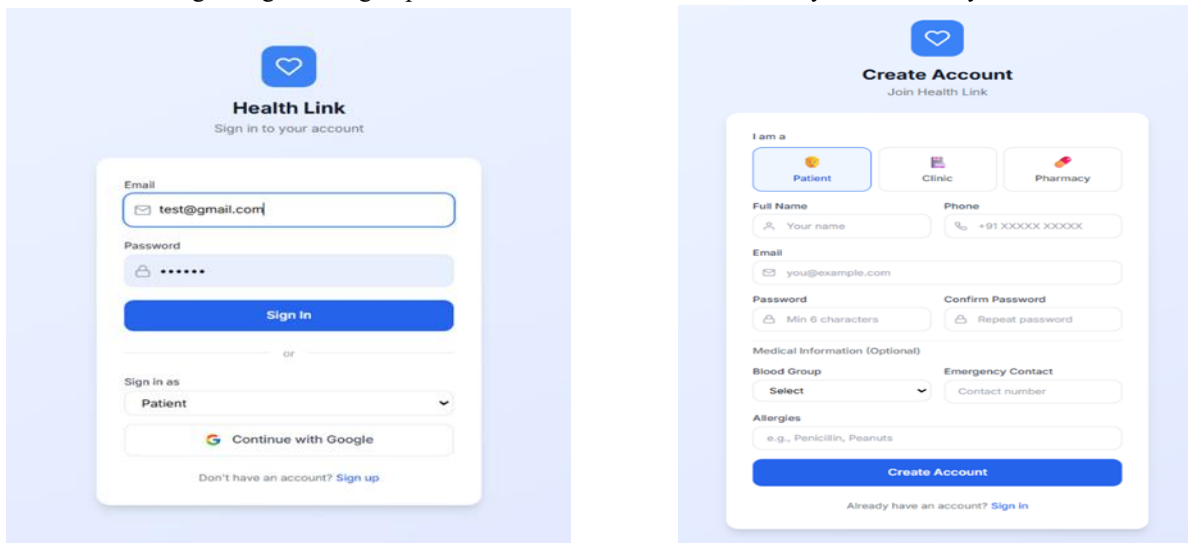 Health Link
Sign in to your account
Email
test@gmail.com
Password
••••••
Sign In
or
Sign in as
Patient
Continue with Google
Don't have an account? Sign up
Create Account
Join Health Link
I am a
Patient Clinic Pharmacy
Full Name Phone
Your name +91 XXXXX XXXXX
Email
you@example.com
Password Confirm Password
Min 6 characters Repeat password
Medical Information (Optional)
Blood Group Emergency Contact
Select Contact number
Allergies
e.g., Penicillin, Peanuts
Create Account
Already have an account? Sign in